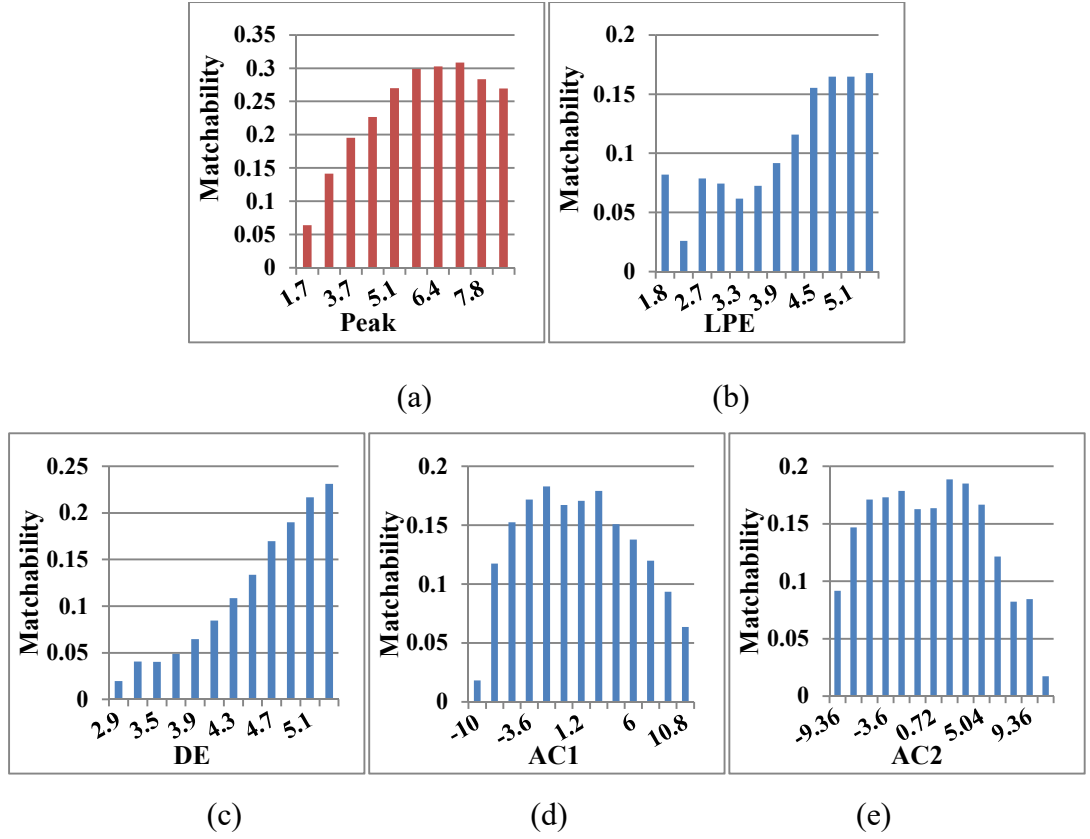 Matchability
0.35
0.3
0.25
0.2
0.15
0.1
0.05
0
1.7 3.7 5.1 6.4 7.8
Peak
Matchability
0.2
0.15
0.1
0.05
0
1.8 2.7 3.3 3.9 4.5 5.1
LPE
(a) (b)
Matchability
0.25
0.2
0.15
0.1
0.05
0
2.9 3.5 3.9 4.3 4.7 5.1
DE
Matchability
0.2
0.15
0.1
0.05
0
-10 -3.6 1.2 6 10.8
AC1
Matchability
0.2
0.15
0.1
0.05
0
-9.36 -3.6 0.72 5.04 9.36
AC2
(c) (d) (e)